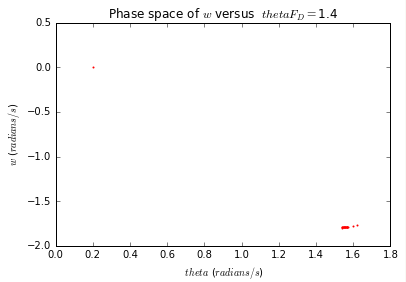 Phase space of w versus thetaF_D = 1.4
0.5
0.0
−0.5
−1.0
−1.5
−2.0
w (radians/s)
0.0 0.2 0.4 0.6 0.8 1.0 1.2 1.4 1.6 1.8
theta (radians/s)